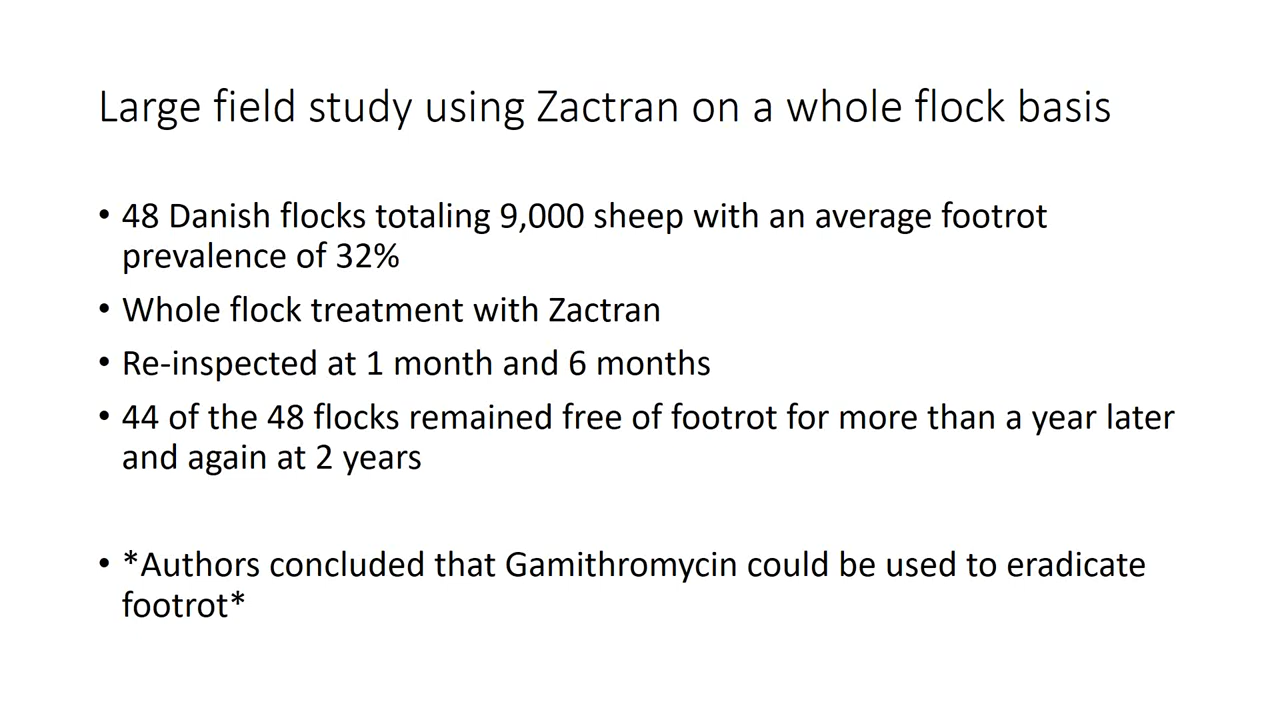 Large field study using Zactran on a whole flock basis
• 48 Danish flocks totaling 9,000 sheep with an average footrot
prevalence of 32%
• Whole flock treatment with Zactran
• Re-inspected at 1 month and 6 months
• 44 of the 48 flocks remained free of footrot for more than a year later
and again at 2 years
• *Authors concluded that Gamithromycin could be used to eradicate
footrot*